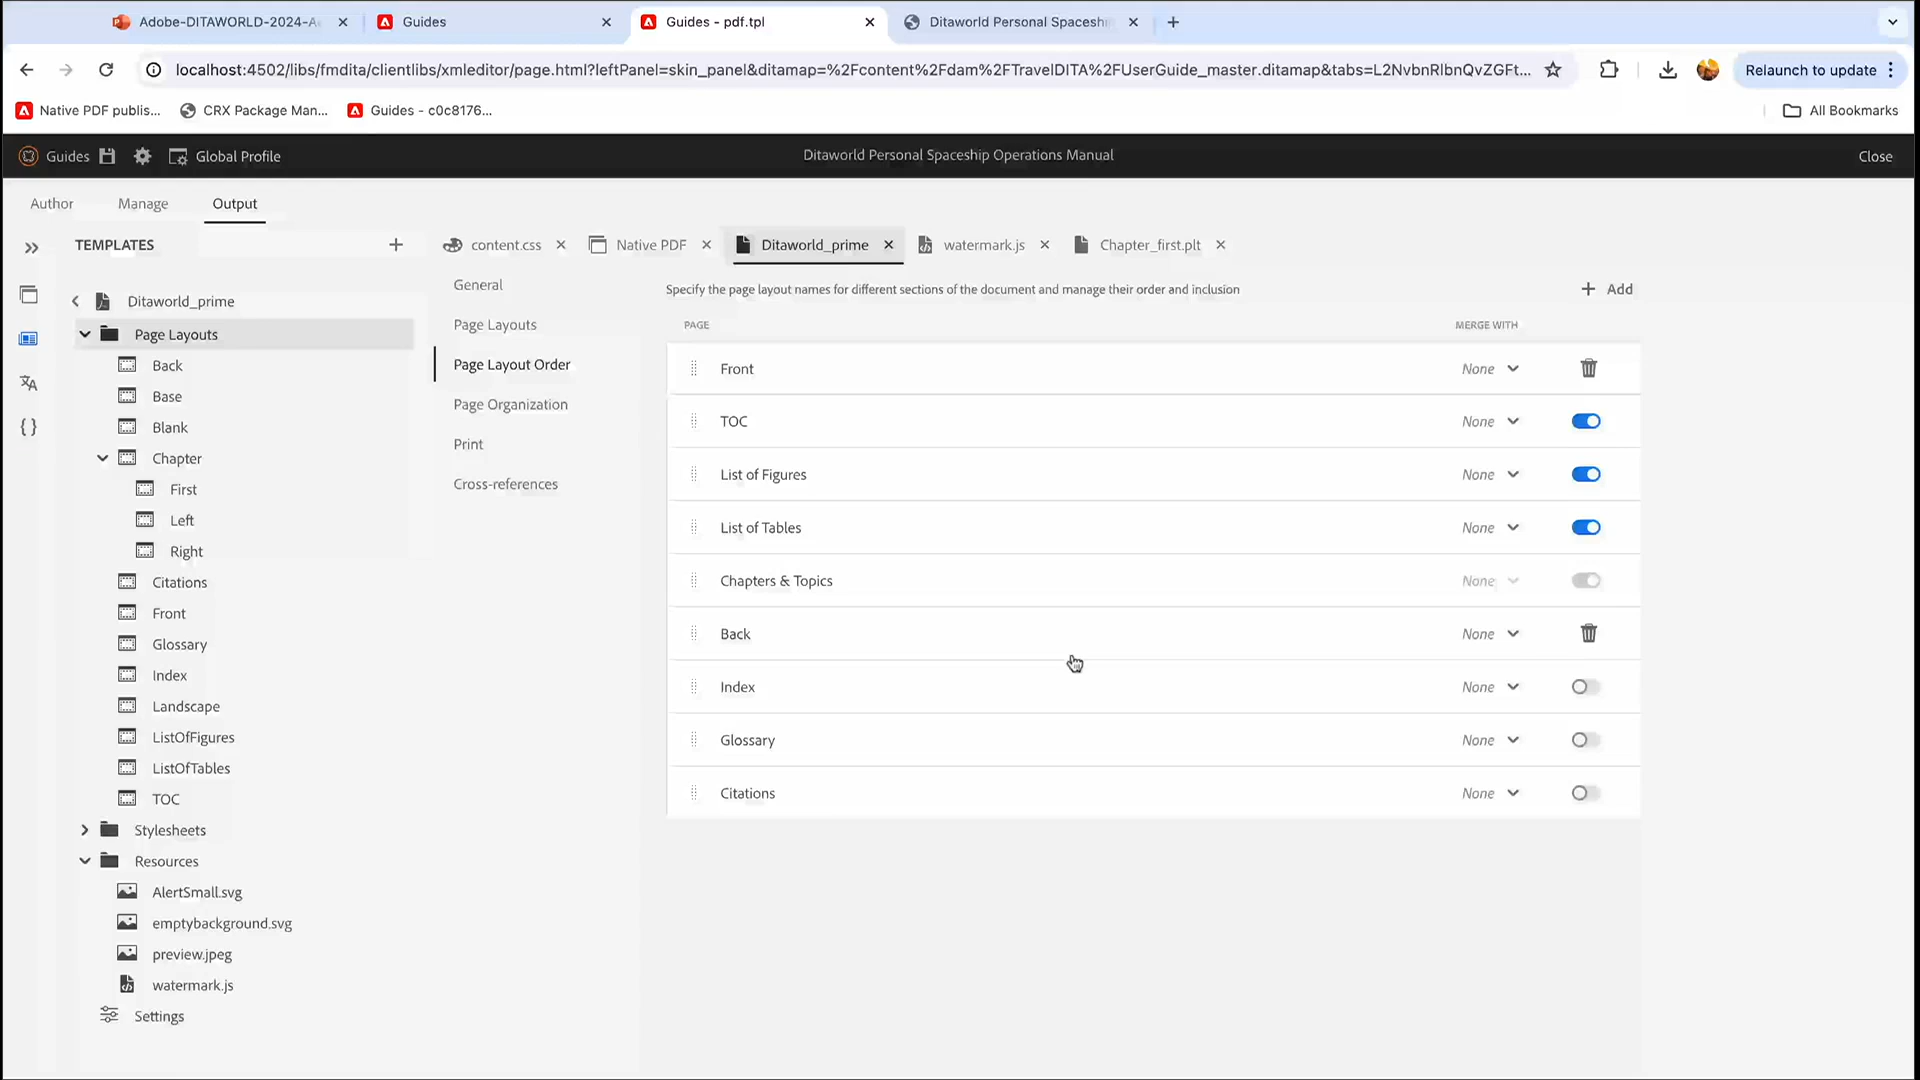 Adobe-DITAWORLD-2024-A
Guides
Guides - pdf.tpl
Ditaworld Personal Spaceshi
localhost:4502/libs/fmdita/clientlibs/xmleditor/page.html?leftPanel=skin_panel&ditamap=%2Fcontent%2Fdam%2FTravelDITA%2FUserGuide_master.ditamap&tabs=L2NvbnRlbnQvZGFt...
Relaunch to update
Native PDF publis...
CRX Package Man...
Guides - c0c8176...
All Bookmarks
Guides
Global Profile
Ditaworld Personal Spaceship Operations Manual
Close
Author
Manage
Output
TEMPLATES
content.css
Native PDF
Ditaworld_prime
watermark.js
Chapter_first.plt
Ditaworld_prime
Page Layouts
Back
Base
Blank
Chapter
First
Left
Right
Citations
Front
Glossary
Index
Landscape
ListOfFigures
ListOfTables
TOC
Stylesheets
Resources
AlertSmall.svg
emptybackground.svg
preview.jpeg
watermark.js
Settings
General
Page Layouts
Page Layout Order
Page Organization
Print
Cross-references
Specify the page layout names for different sections of the document and manage their order and inclusion
Add
PAGE
MERGE WITH
Front
None
TOC
None
List of Figures
None
List of Tables
None
Chapters & Topics
None
Back
None
Index
None
Glossary
None
Citations
None